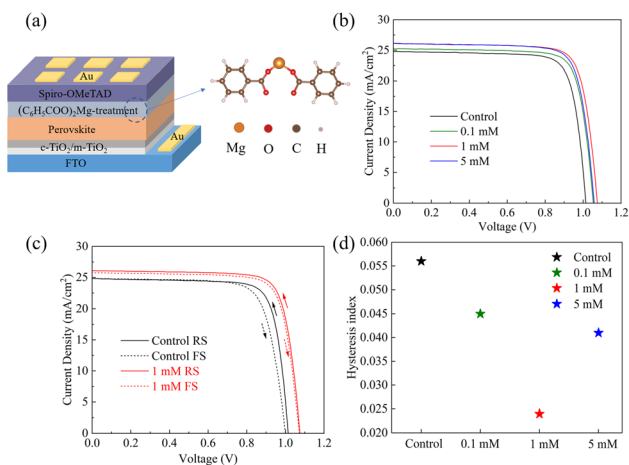 (a)
Au
Spiro-OMeTAD
(C₆H₅COO)₂Mg-treatment
Perovskite
Au
c-TiO₂/m-TiO₂
FTO
Mg O C H
(b)
Current Density (mA/cm²)
30
25
20
15
10
5
0
Control
0.1 mM
1 mM
5 mM
0.0 0.2 0.4 0.6 0.8 1.0 1.2
Voltage (V)
(c)
Current Density (mA/cm²)
30
25
20
15
10
5
0
Control RS
Control FS
1 mM RS
1 mM FS
0.0 0.2 0.4 0.6 0.8 1.0 1.2
Voltage (V)
(d)
Hysteresis index
0.060
0.055
0.050
0.045
0.040
0.035
0.030
0.025
0.020
Control
0.1 mM
1 mM
5 mM
Control 0.1 mM 1 mM 5 mM